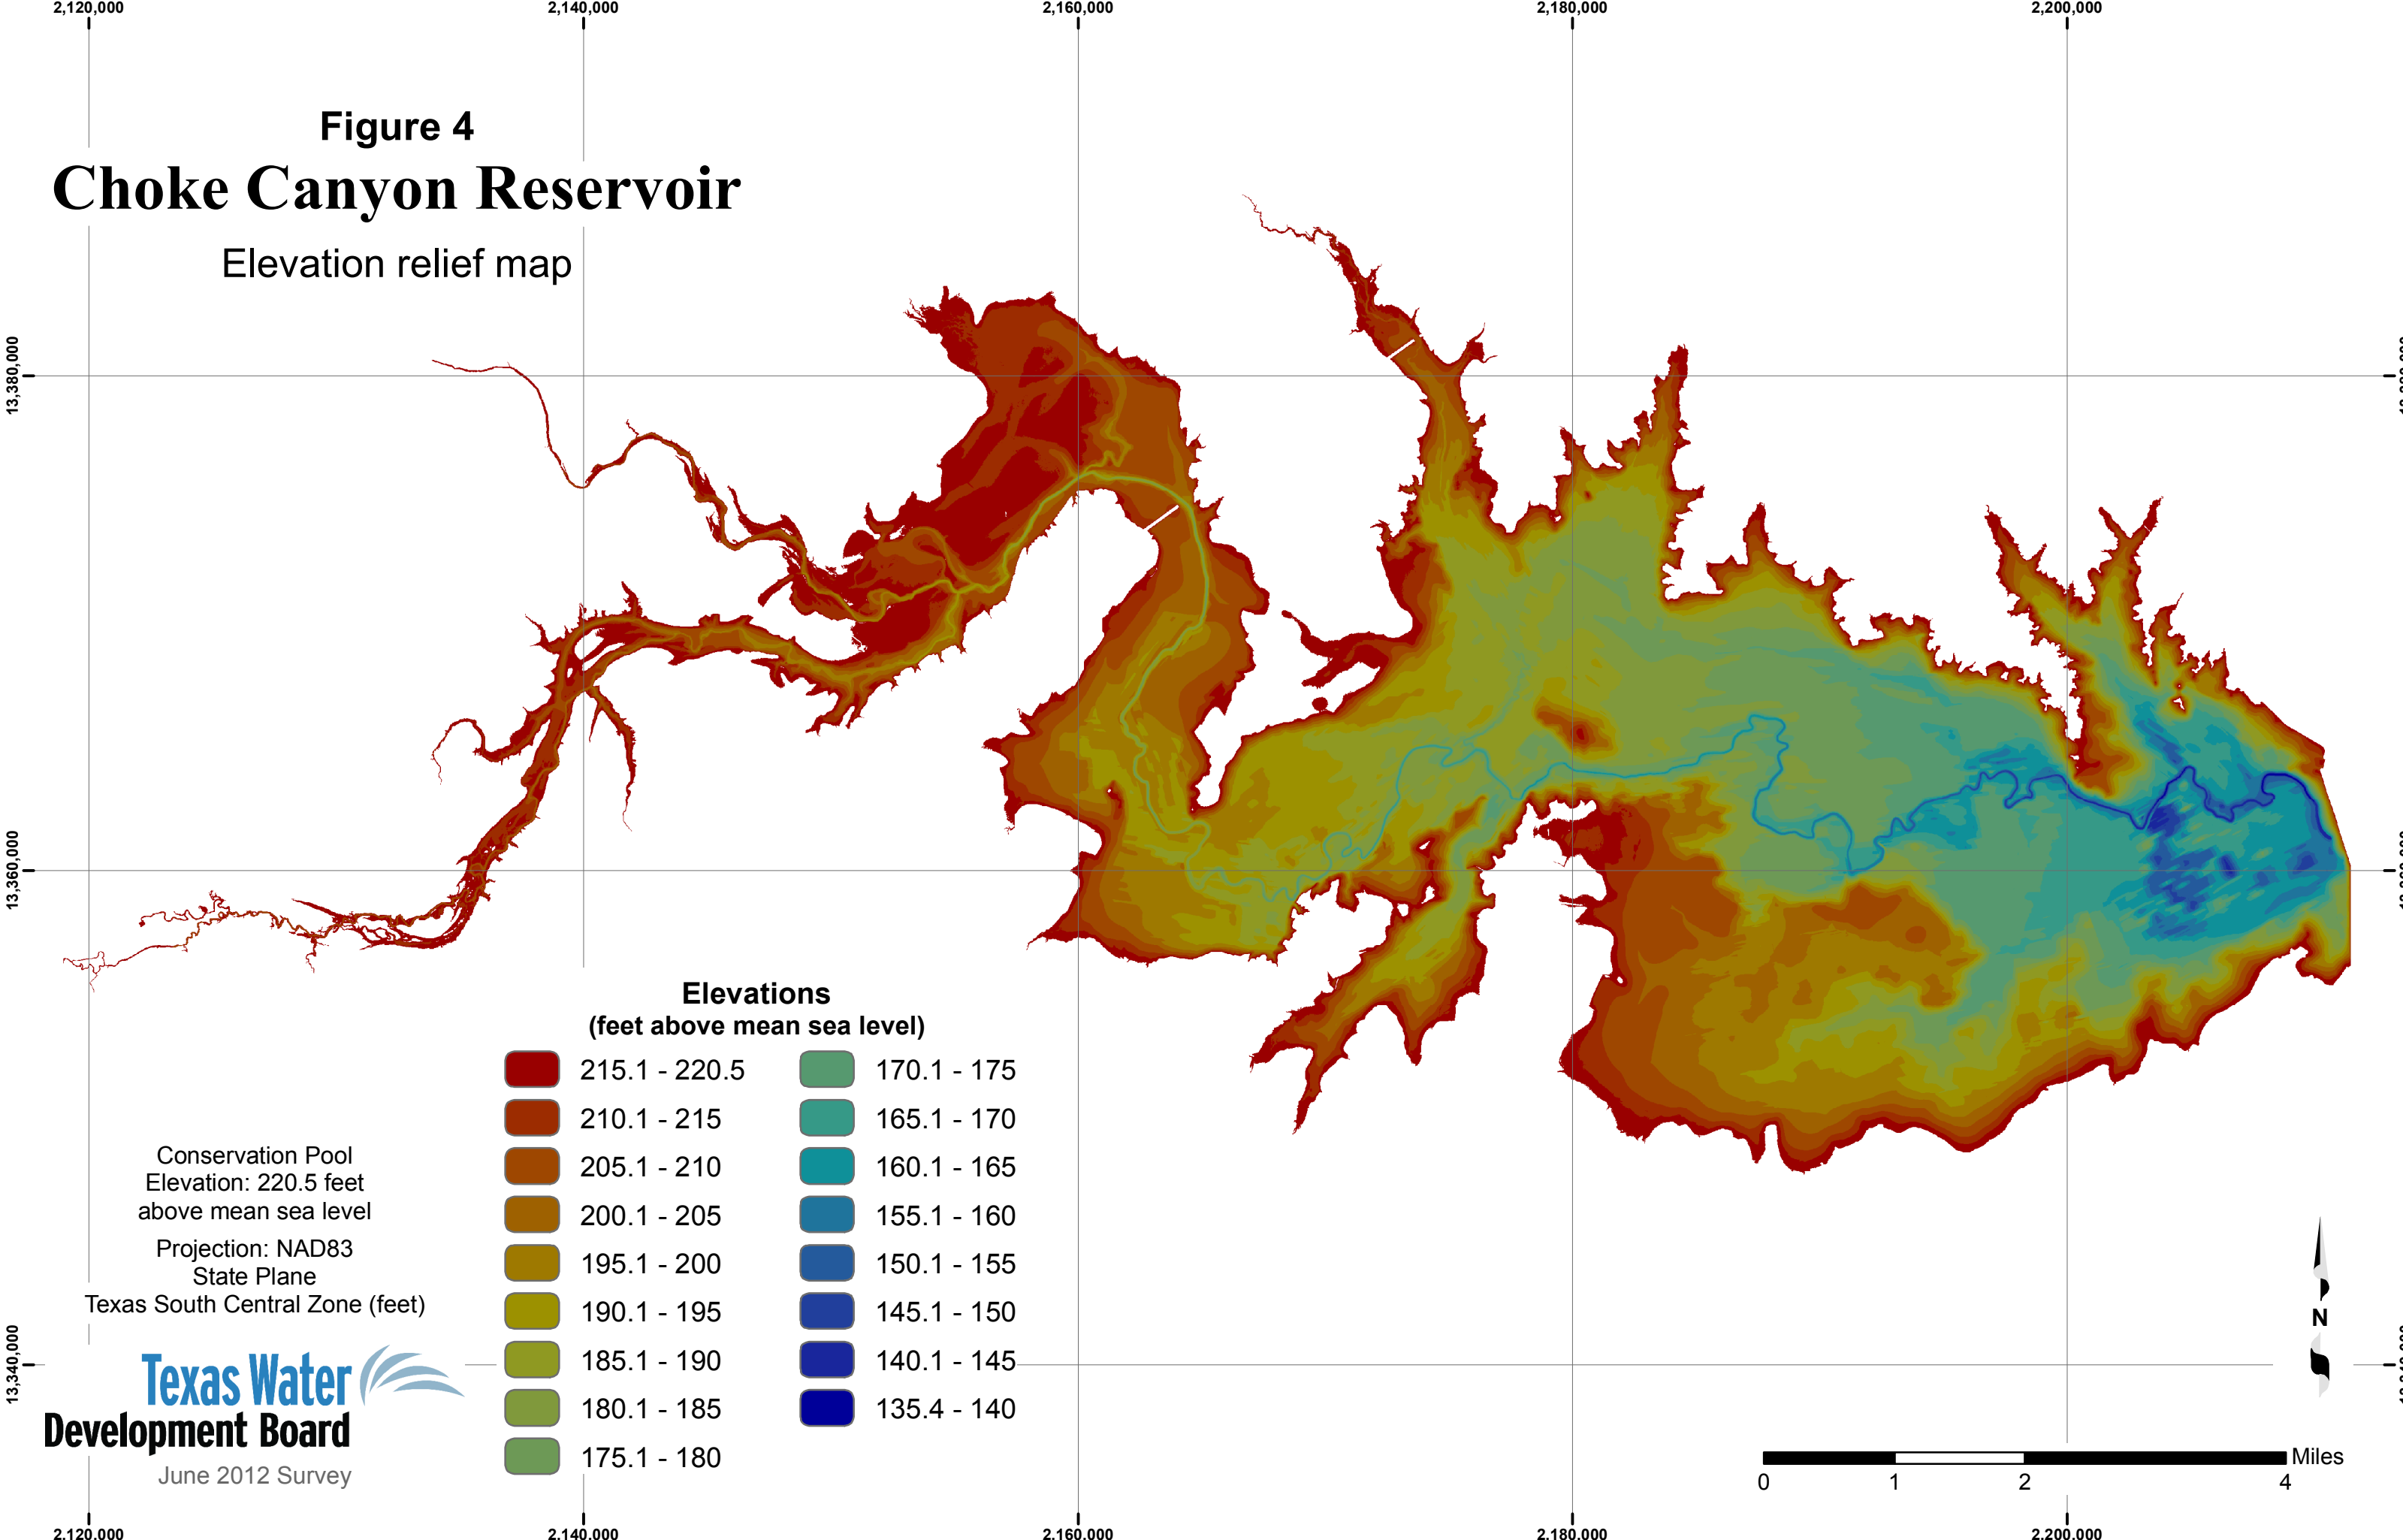 2,120,000
2,140,000
2,160,000
2,180,000
2,200,000
Figure 4
Choke Canyon Reservoir
Elevation relief map
13,380,000
13,360,000
13,340,000
Elevations
(feet above mean sea level)
215.1 - 220.5
210.1 - 215
205.1 - 210
200.1 - 205
195.1 - 200
190.1 - 195
185.1 - 190
180.1 - 185
175.1 - 180
170.1 - 175
165.1 - 170
160.1 - 165
155.1 - 160
150.1 - 155
145.1 - 150
140.1 - 145
135.4 - 140
Conservation Pool
Elevation: 220.5 feet
above mean sea level
Projection: NAD83
State Plane
Texas South Central Zone (feet)
Texas Water
Development Board
June 2012 Survey
N
Miles
0 1 2 4
2,120,000
2,140,000
2,160,000
2,180,000
2,200,000